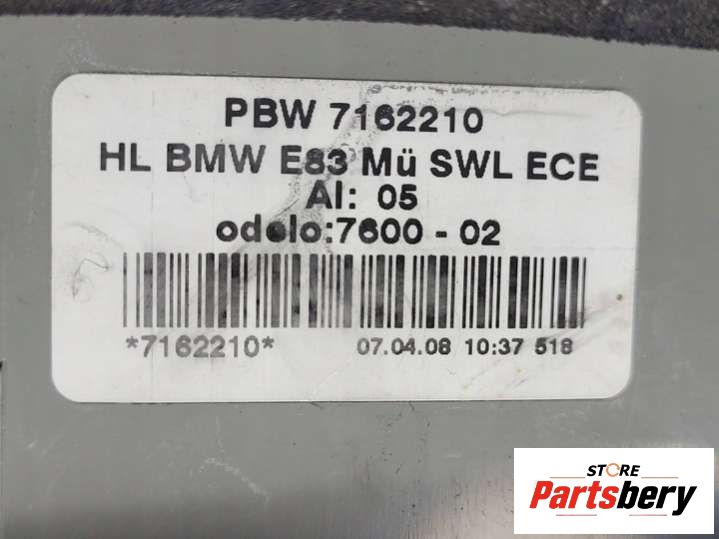 PBW 7162210
HL BMW E83 Mü SWL ECE
AI: 05
odelo:7600 - 02
*7162210* 07.04.08 10:37 518
STORE
Partsbery